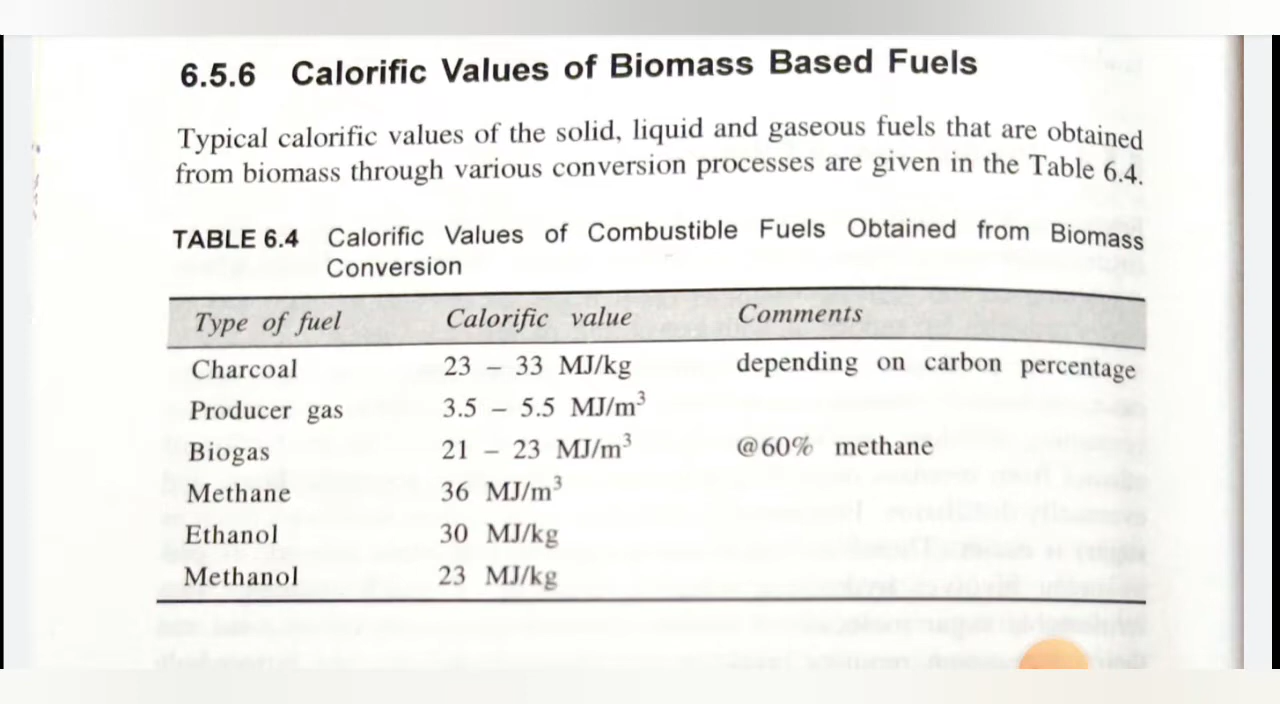 6.5.6 Calorific Values of Biomass Based Fuels
Typical calorific values of the solid, liquid and gaseous fuels that are obtained
from biomass through various conversion processes are given in the Table 6.4.
TABLE 6.4 Calorific Values of Combustible Fuels Obtained from Biomass
Conversion
Type of fuel Calorific value Comments
Charcoal 23 – 33 MJ/kg depending on carbon percentage
Producer gas 3.5 – 5.5 MJ/m³
Biogas 21 – 23 MJ/m³ @60% methane
Methane 36 MJ/m³
Ethanol 30 MJ/kg
Methanol 23 MJ/kg